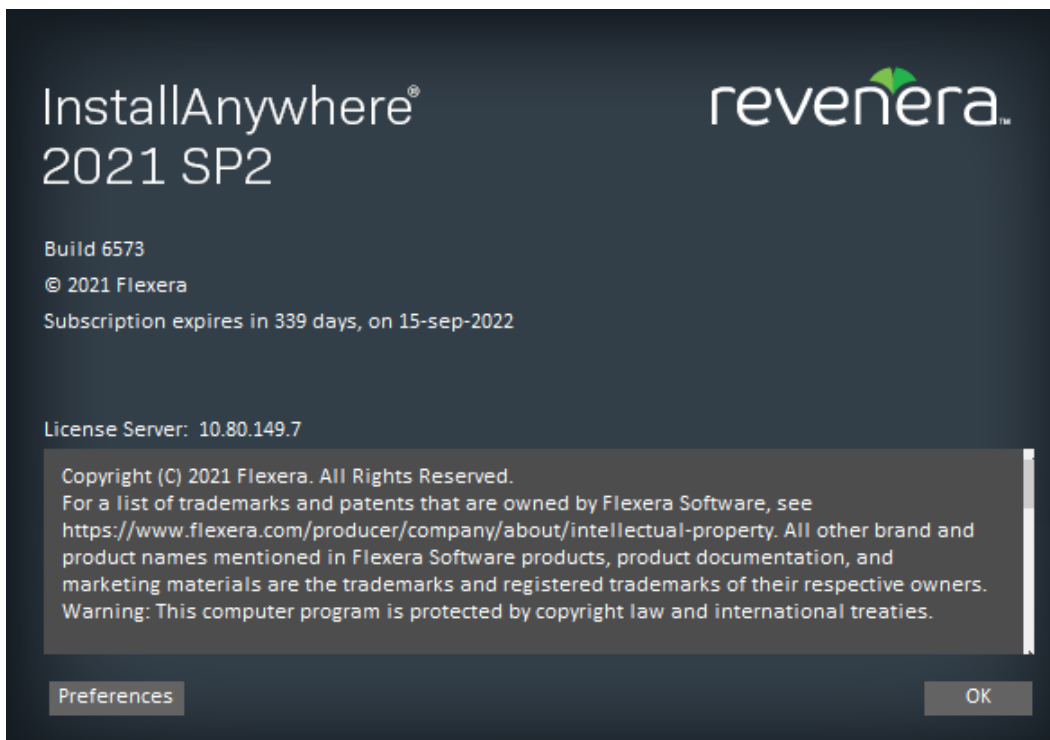 InstallAnywhere®
2021 SP2
revenera™
Build 6573
© 2021 Flexera
Subscription expires in 339 days, on 15-sep-2022
License Server: 10.80.149.7
Copyright (C) 2021 Flexera. All Rights Reserved.
For a list of trademarks and patents that are owned by Flexera Software, see
https://www.flexera.com/producer/company/about/intellectual-property. All other brand and
product names mentioned in Flexera Software products, product documentation, and
marketing materials are the trademarks and registered trademarks of their respective owners.
Warning: This computer program is protected by copyright law and international treaties.
Preferences
OK